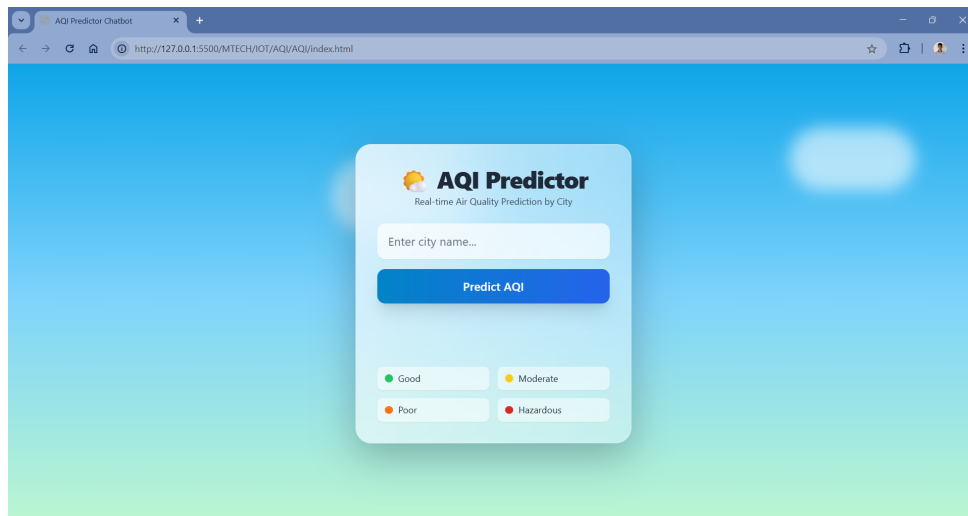 AQI Predictor Chatbot
http://127.0.0.1:5500/MTECH/IOT/AQI/AQI/index.html
AQI Predictor
Real-time Air Quality Prediction by City
Enter city name...
Predict AQI
Good
Moderate
Poor
Hazardous